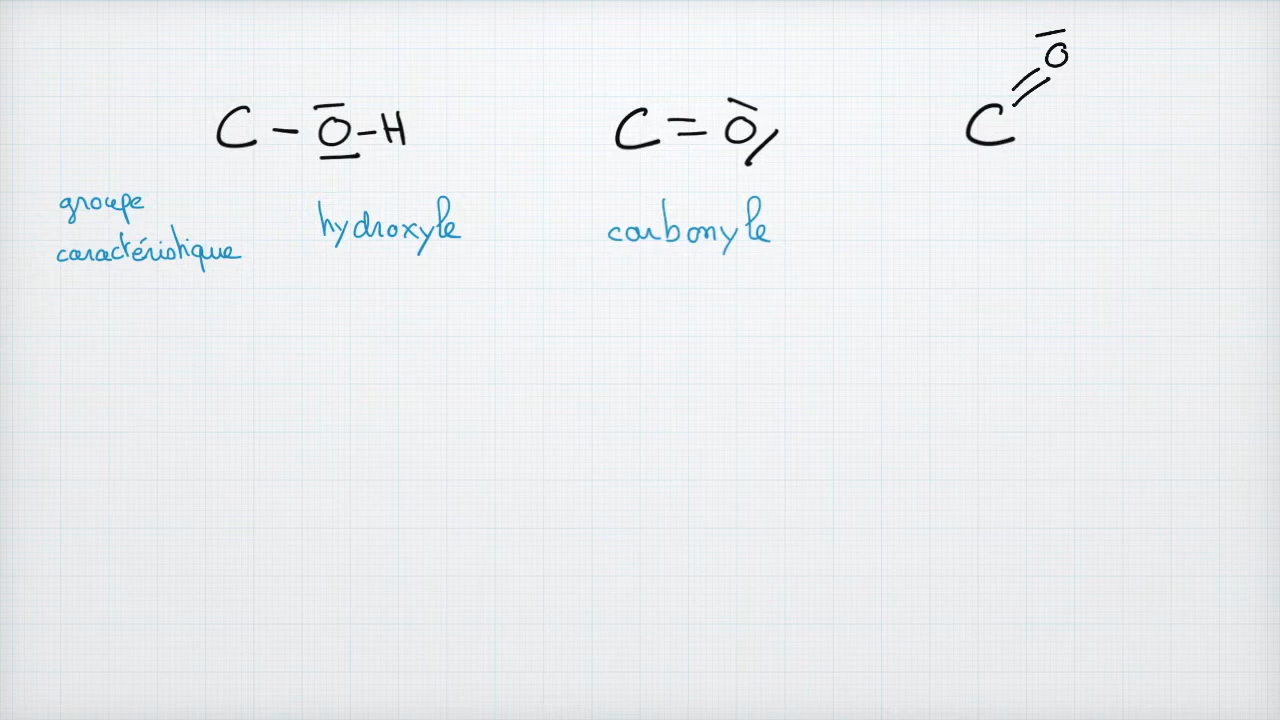 C - O - H
C = O
C = O
groupe
caractéristique
hydroxyle
carbonyle